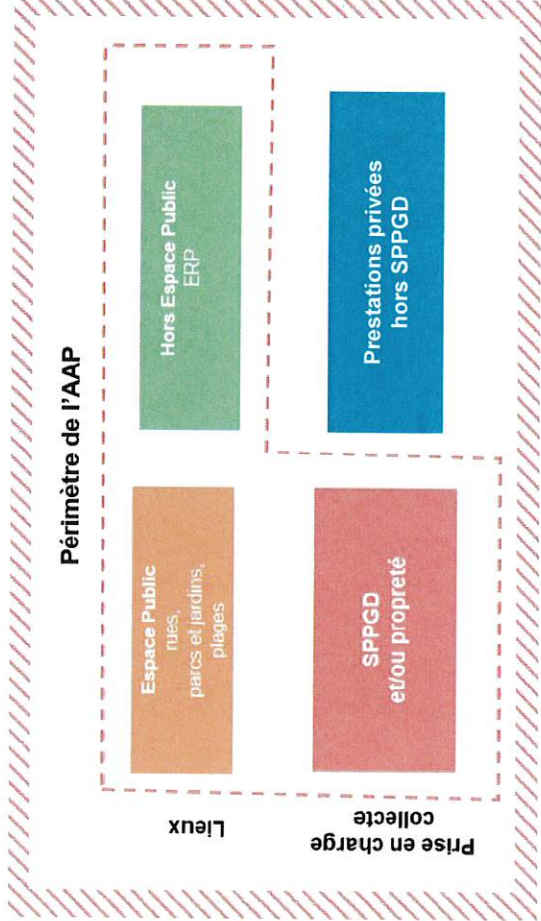 Périmètre de l'AAP
Lieux
Espace Public
rues,
parcs et jardins,
plages
Hors Espace Public
ERP
Prise en charge
collecte
SPPGD
et/ou propreté
Prestations privées
hors SPPGD